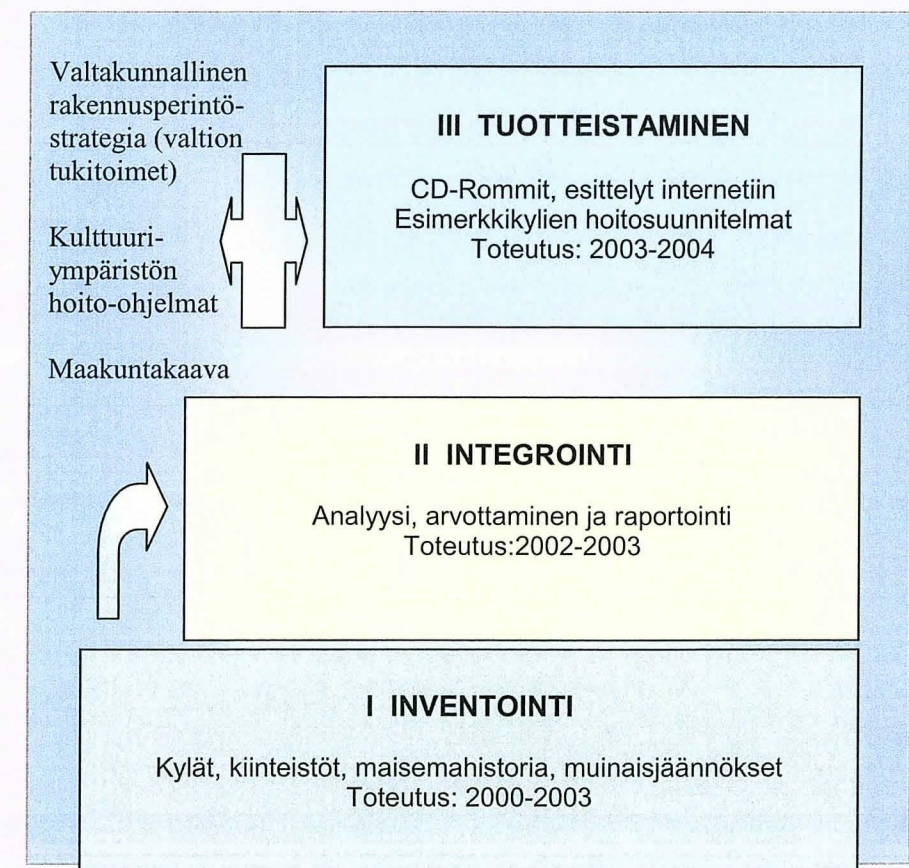 Valtakunnallinen
rakennusperintö-
strategia (valtion
tukitoimet)
Kulttuuri-
ympäristön
hoito-ohjelmat
Maakuntakaava
III TUOTTEISTAMINEN
CD-Rommit, esittelyt internetiin
Esimerkkikylien hoitosuunnitelmat
Toteutus: 2003-2004
II INTEGROINTI
Analyysi, arvottaminen ja raportointi
Toteutus:2002-2003
I INVENTOINTI
Kylät, kiinteistöt, maisemahistoria, muinaisjäännökset
Toteutus: 2000-2003